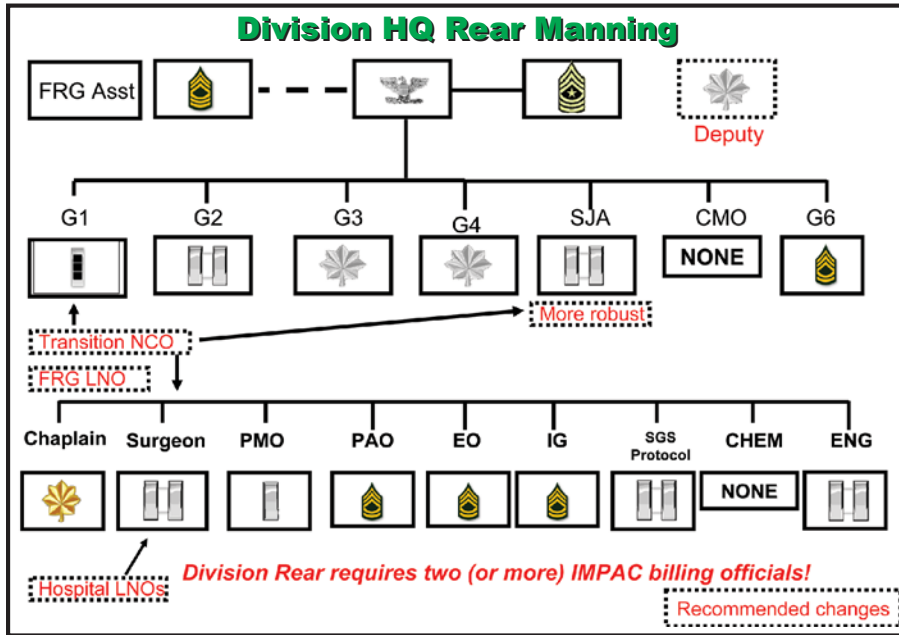 Division HQ Rear Manning
FRG Asst
Deputy
G1
G2
G3
G4
SJA
CMO
G6
NONE
More robust
Transition NCO
FRG LNO
Chaplain
Surgeon
PMO
PAO
EO
IG
SGS
Protocol
CHEM
ENG
NONE
Hospital LNOs
Division Rear requires two (or more) IMPAC billing officials!
Recommended changes